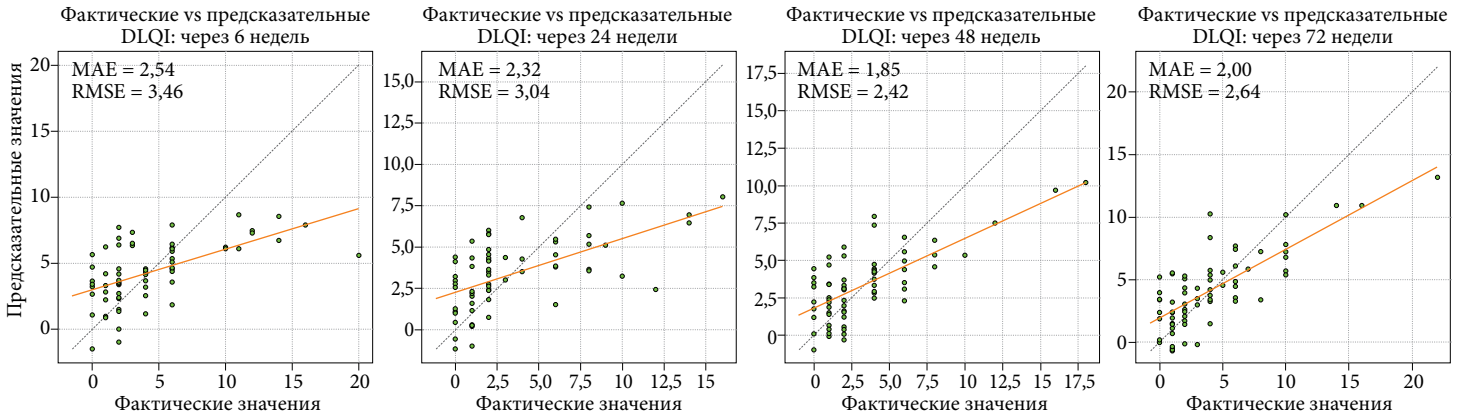 Фактические vs предсказательные
DLQI: через 6 недель
MAE = 2,54
RMSE = 3,46
Предсказательные значения
20
15
10
5
0
0 5 10 15 20
Фактические значения
Фактические vs предсказательные
DLQI: через 24 недели
MAE = 2,32
RMSE = 3,04
15,0
12,5
10,0
7,5
5,0
2,5
0
0 2,5 5,0 7,5 10 12,5 15
Фактические значения
Фактические vs предсказательные
DLQI: через 48 недель
MAE = 1,85
RMSE = 2,42
17,5
15,0
12,5
10,0
7,5
5,0
2,5
0
0 2,5 5,0 7,5 10 12,5 15 17,5
Фактические значения
Фактические vs предсказательные
DLQI: через 72 недели
MAE = 2,00
RMSE = 2,64
20
15
10
5
0
0 5 10 15 20
Фактические значения